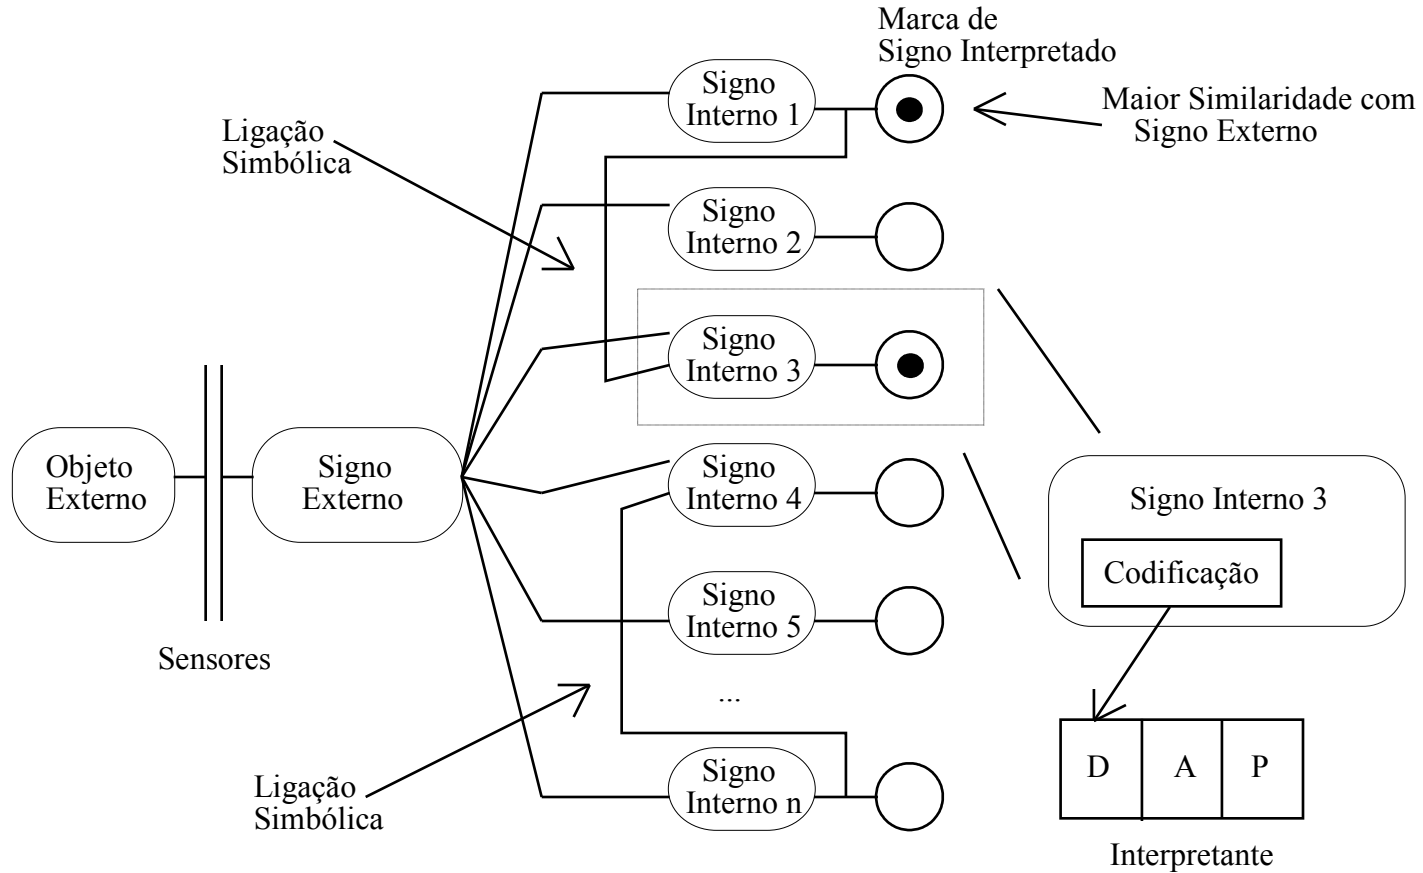 Marca de
Signo Interpretado
Signo
Interno 1
Maior Similaridade com
Signo Externo
Ligação
Simbólica
Signo
Interno 2
Signo
Interno 3
Objeto
Externo
Signo
Externo
Signo
Interno 4
Signo Interno 3
Codificação
Signo
Interno 5
Sensores
...
D A P
Signo
Interno n
Ligação
Simbólica
Interpretante